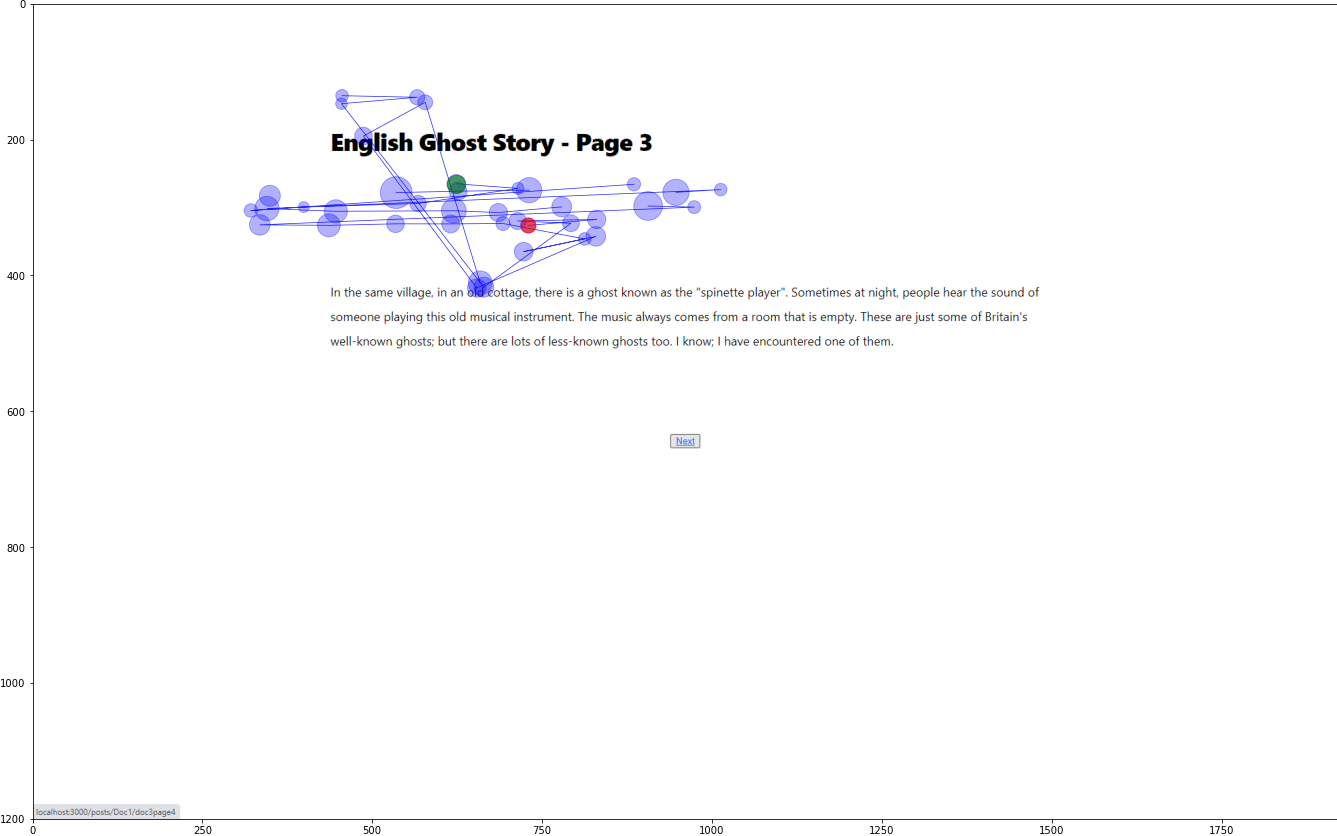 English Ghost Story - Page 3
In the same village, in an old cottage, there is a ghost known as the "spinette player". Sometimes at night, people hear the sound of
someone playing this old musical instrument. The music always comes from a room that is empty. These are just some of Britain's
well-known ghosts; but there are lots of less-known ghosts too. I know; I have encountered one of them.
Next
localhost:3000/posts/Doc1/doc3page4
0
200
400
600
800
1000
1200
0 250 500 750 1000 1250 1500 1750